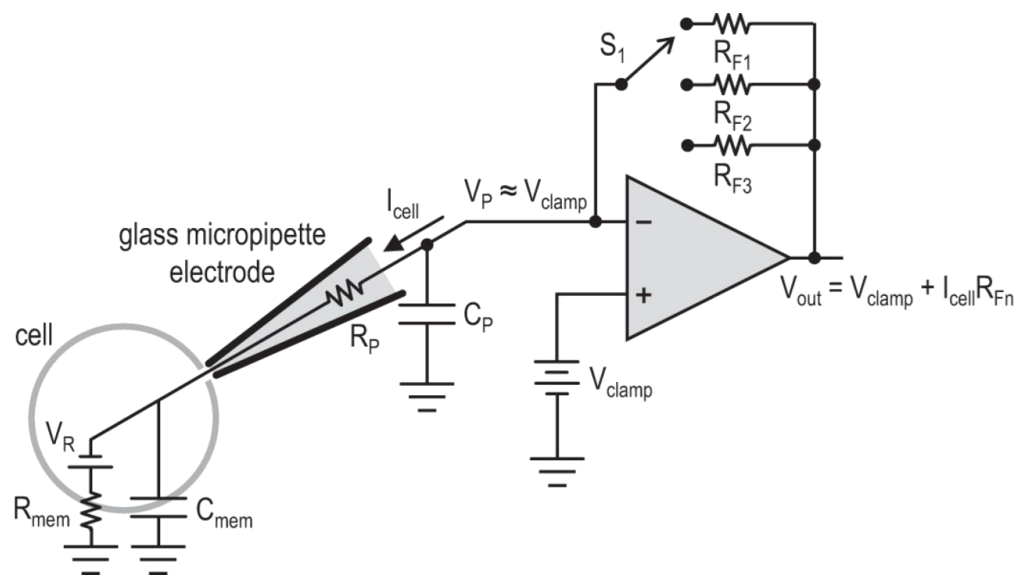 S1
RF1
RF2
RF3
VP ≈ Vclamp
Icell
glass micropipette
electrode
− 
+
Vout = Vclamp + IcellRFn
CP
RP
cell
Vclamp
VR
Rmem
Cmem